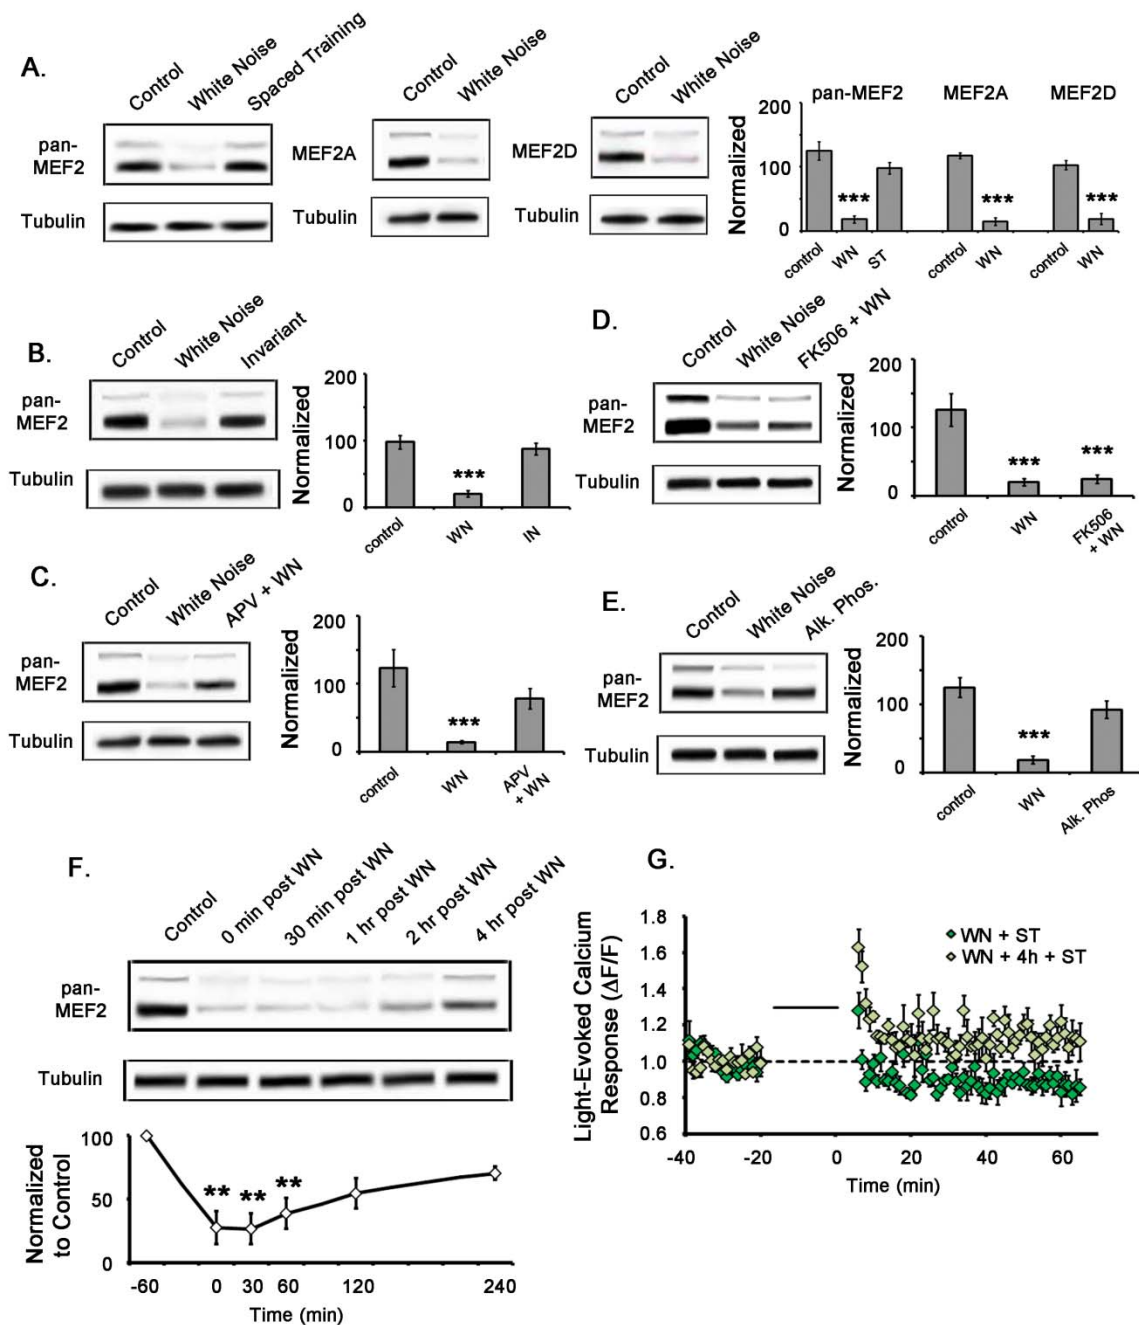 A.
Control
White Noise
Spaced Training
pan-
MEF2
Tubulin
Control
White Noise
MEF2A
Tubulin
Control
White Noise
MEF2D
Tubulin
pan-MEF2 MEF2A MEF2D
Normalized
200
100
0
***
***
***
control
WN
ST
control
WN
control
WN
B.
Control
White Noise
Invariant
pan-
MEF2
Tubulin
Normalized
200
100
0
***
control
WN
IN
D.
Control
White Noise
FK506 + WN
pan-
MEF2
Tubulin
Normalized
200
100
0
***
***
control
WN
FK506
+ WN
C.
Control
White Noise
APV + WN
pan-
MEF2
Tubulin
Normalized
200
100
0
***
control
WN
APV
+ WN
E.
Control
White Noise
Alk. Phos.
pan-
MEF2
Tubulin
Normalized
200
100
0
***
control
WN
Alk. Phos
F.
Control
0 min post WN
30 min post WN
1 hr post WN
2 hr post WN
4 hr post WN
pan-
MEF2
Tubulin
Normalized
to Control
100
50
0
**
**
**
-60 0 30 60 120 240
Time (min)
G.
Light-Evoked Calcium
Response (ΔF/F)
1.8
1.6
1.4
1.2
1.0
0.8
0.6
WN + ST
WN + 4h + ST
-40 -20 0 20 40 60
Time (min)